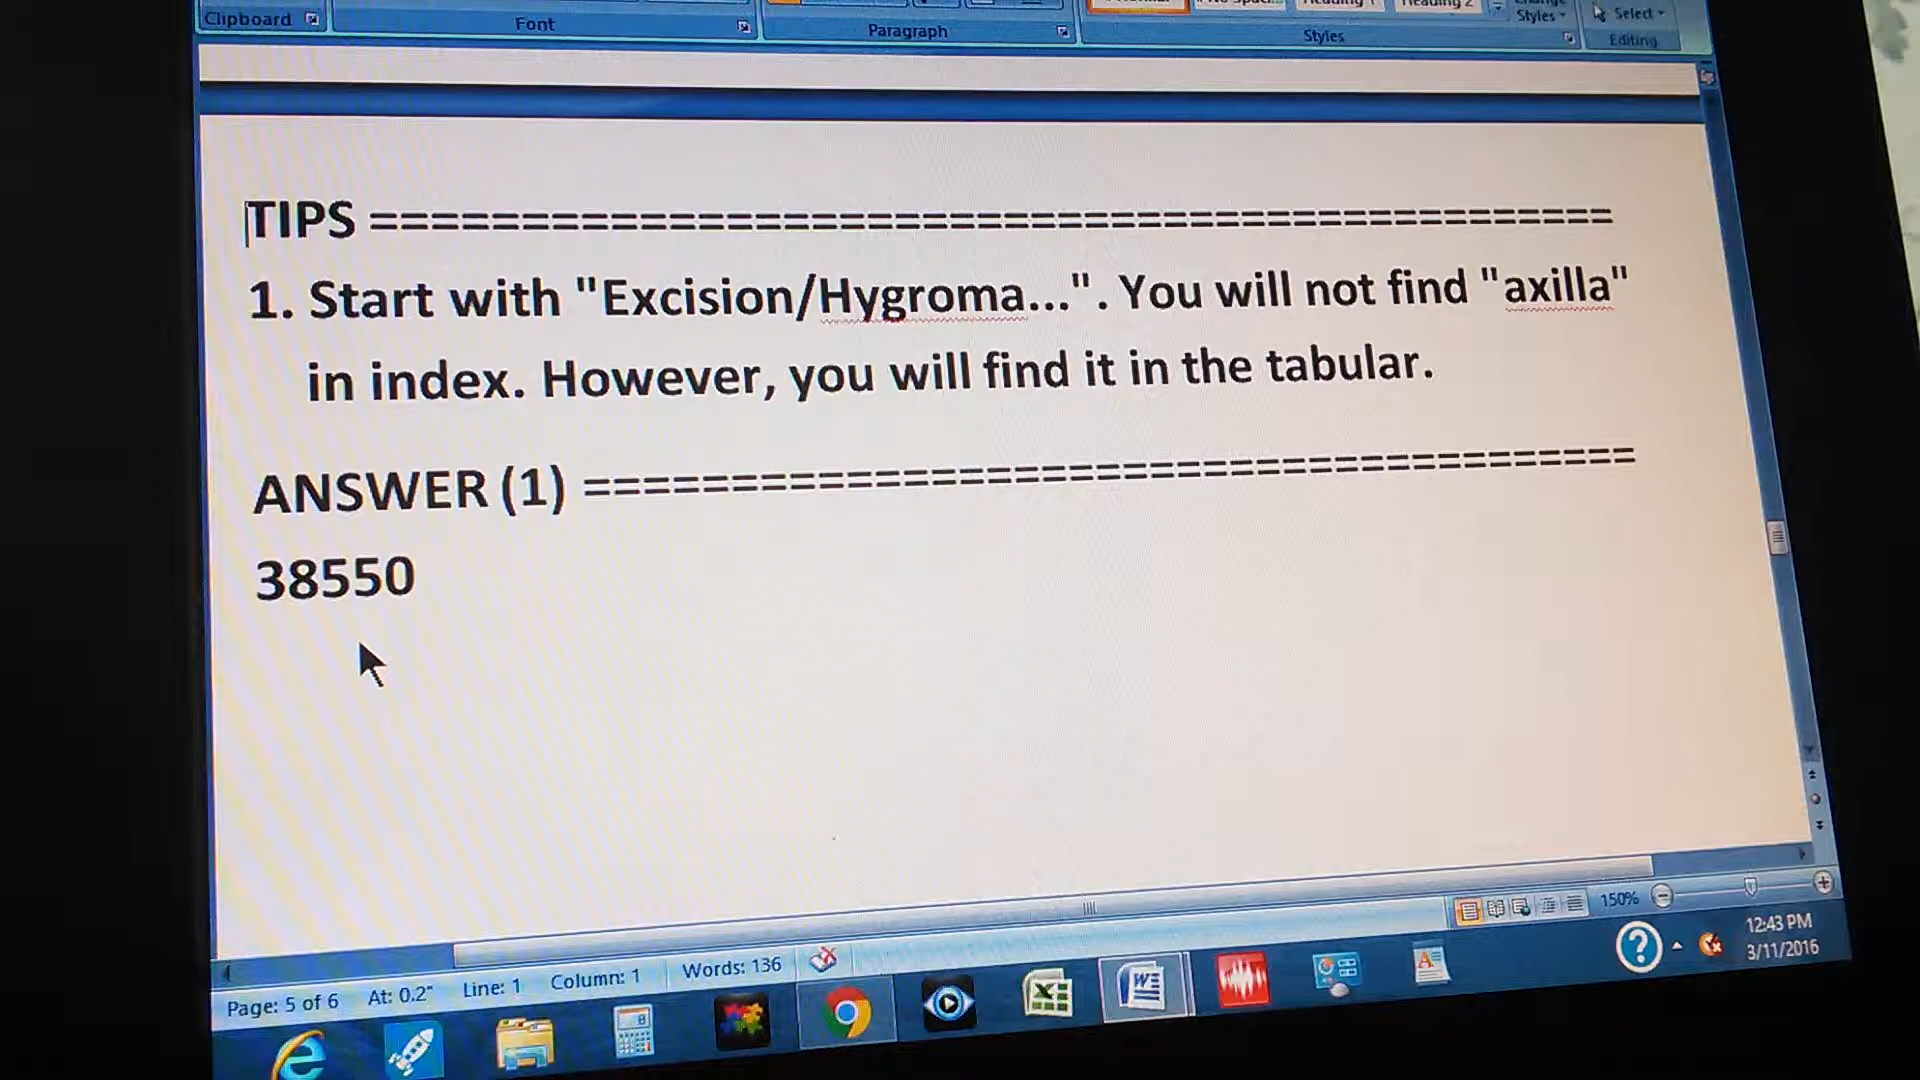 Clipboard
Font
Paragraph
Styles
Styles
Select
Editing
TIPS =================================================
1. Start with "Excision/Hygroma...". You will not find "axilla"
in index. However, you will find it in the tabular.
ANSWER (1) ===================================
38550
150%
Page: 5 of 6 At: 0.2" Line: 1 Column: 1 Words: 136
12:43 PM
3/11/2016